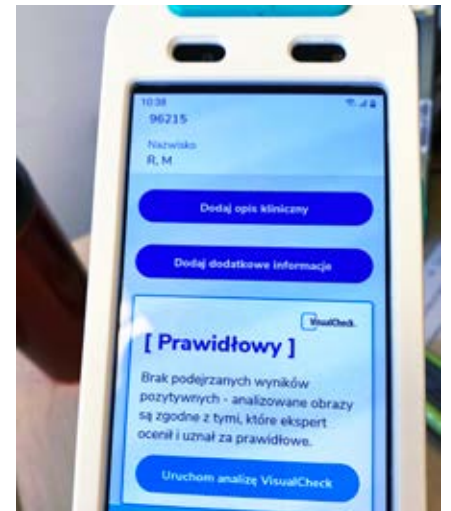 10:38
96215
Nazwisko
R, M
Dodaj opis kliniczny
Dodaj dodatkowe informacje
VisualCheck.
[ Prawidłowy ]
Brak podejrzanych wyników
pozytywnych - analizowane obrazy
są zgodne z tymi, które ekspert
ocenił i uznał za prawidłowe.
Uruchom analizę VisualCheck